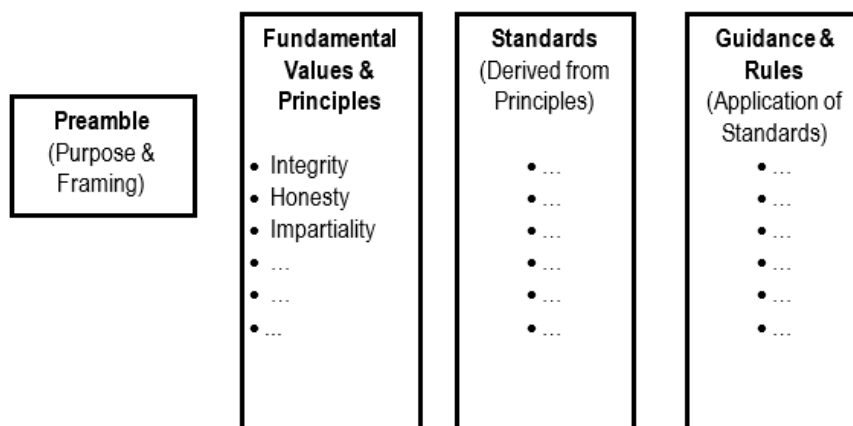 Preamble
(Purpose &
Framing)
Fundamental
Values &
Principles
• Integrity
• Honesty
• Impartiality
• ...
• ...
• ...
Standards
(Derived from
Principles)
• ...
• ...
• ...
• ...
• ...
• ...
Guidance &
Rules
(Application of
Standards)
• ...
• ...
• ...
• ...
• ...
• ...